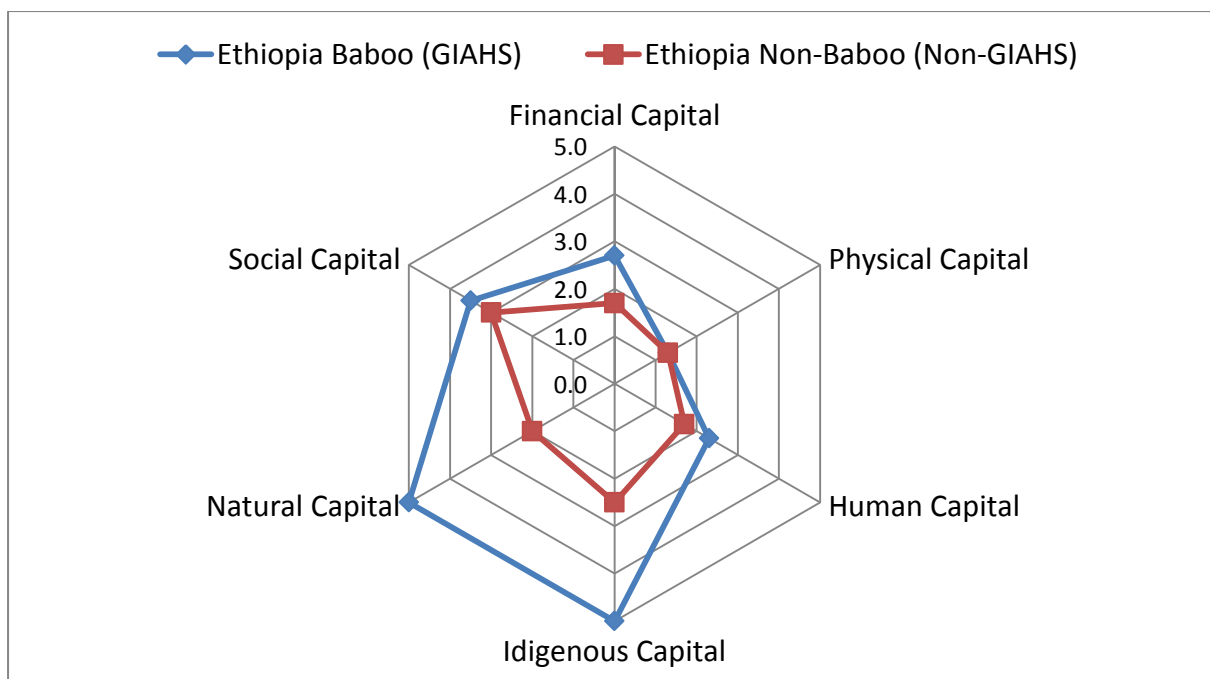 Ethiopia Baboo (GIAHS) Ethiopia Non-Baboo (Non-GIAHS)
Financial Capital
5.0
4.0
3.0
Social Capital Physical Capital
2.0
1.0
0.0
Natural Capital Human Capital
Idigenous Capital